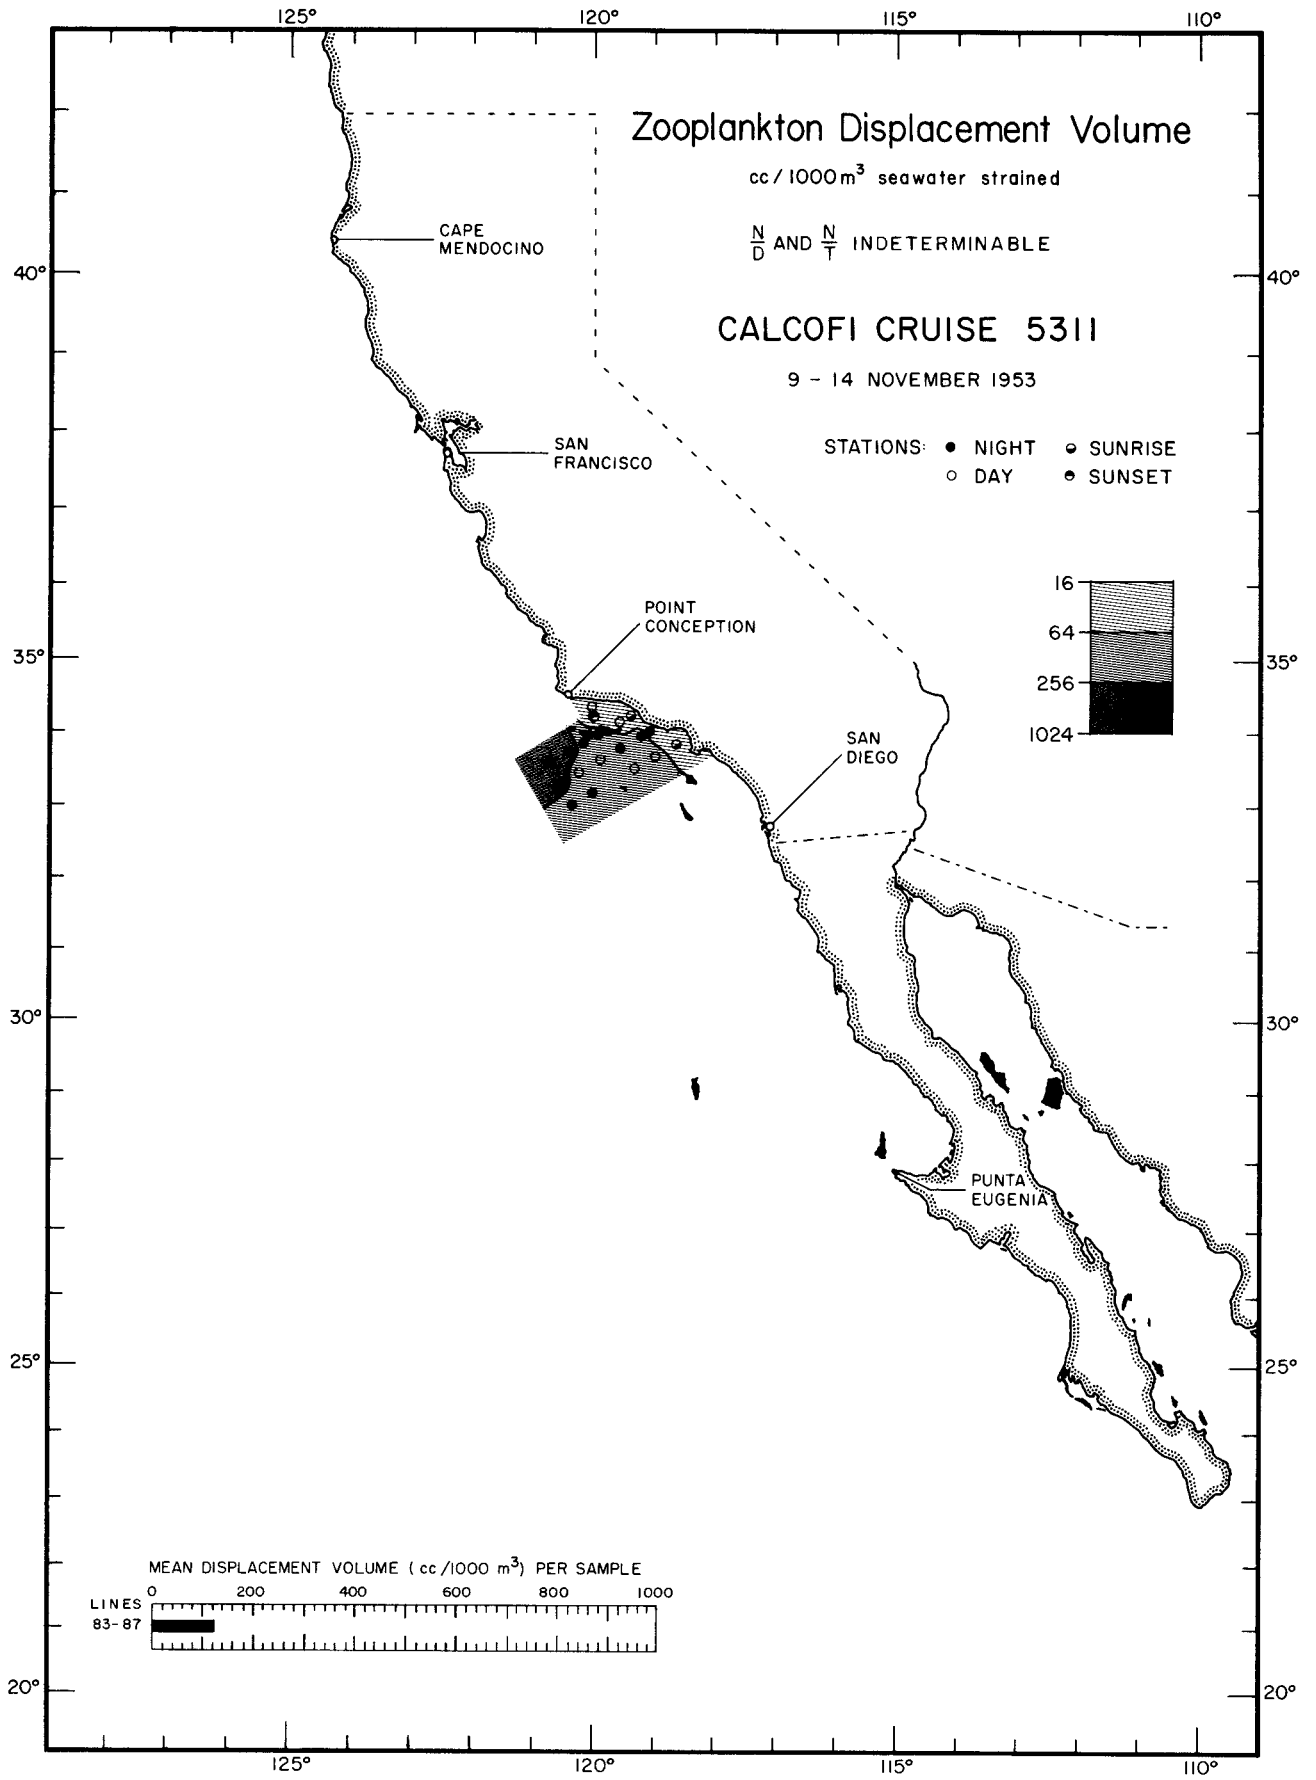 125° 120° 115° 110°
Zooplankton Displacement Volume
cc/1000m³ seawater strained
N/D AND N/T INDETERMINABLE
CALCOFI CRUISE 5311
9 - 14 NOVEMBER 1953
STATIONS: NIGHT SUNRISE
DAY SUNSET
CAPE
MENDOCINO
40° 40°
SAN
FRANCISCO
16
64
256
1024
POINT
CONCEPTION
35° 35°
SAN
DIEGO
30° 30°
PUNTA
EUGENIA
25° 25°
MEAN DISPLACEMENT VOLUME (cc/1000 m³) PER SAMPLE
0 200 400 600 800 1000
LINES
83-87
20° 20°
125° 120° 115° 110°